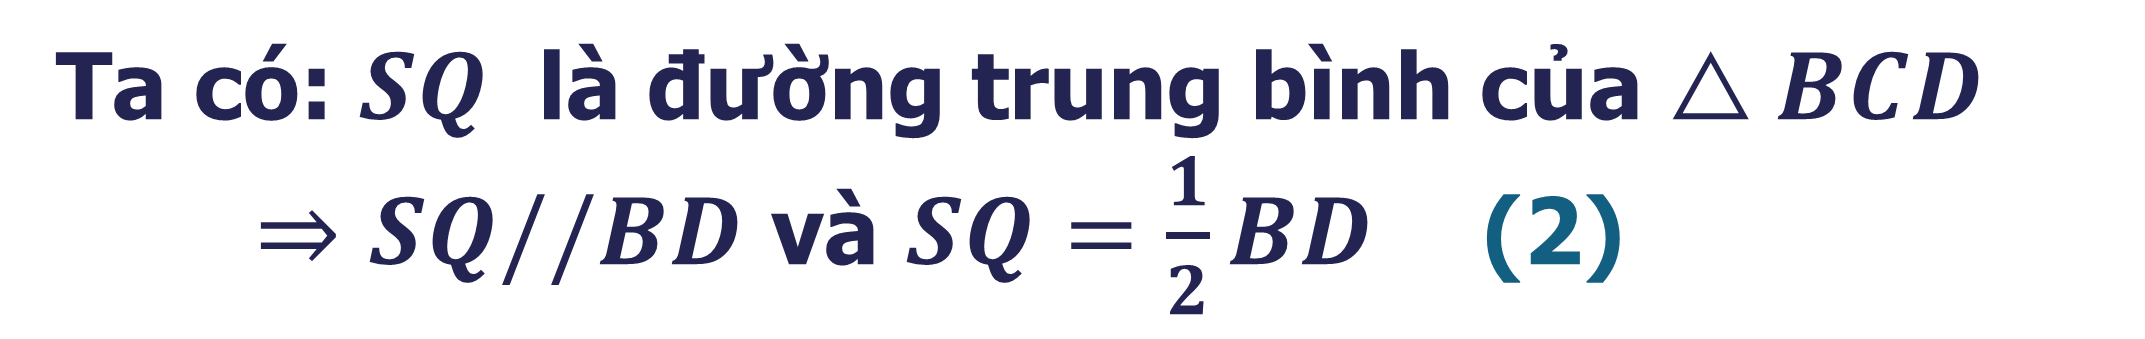 Ta có: SQ là đường trung bình của △ BCD
⇒ SQ//BD và SQ = 1/2 BD (2)